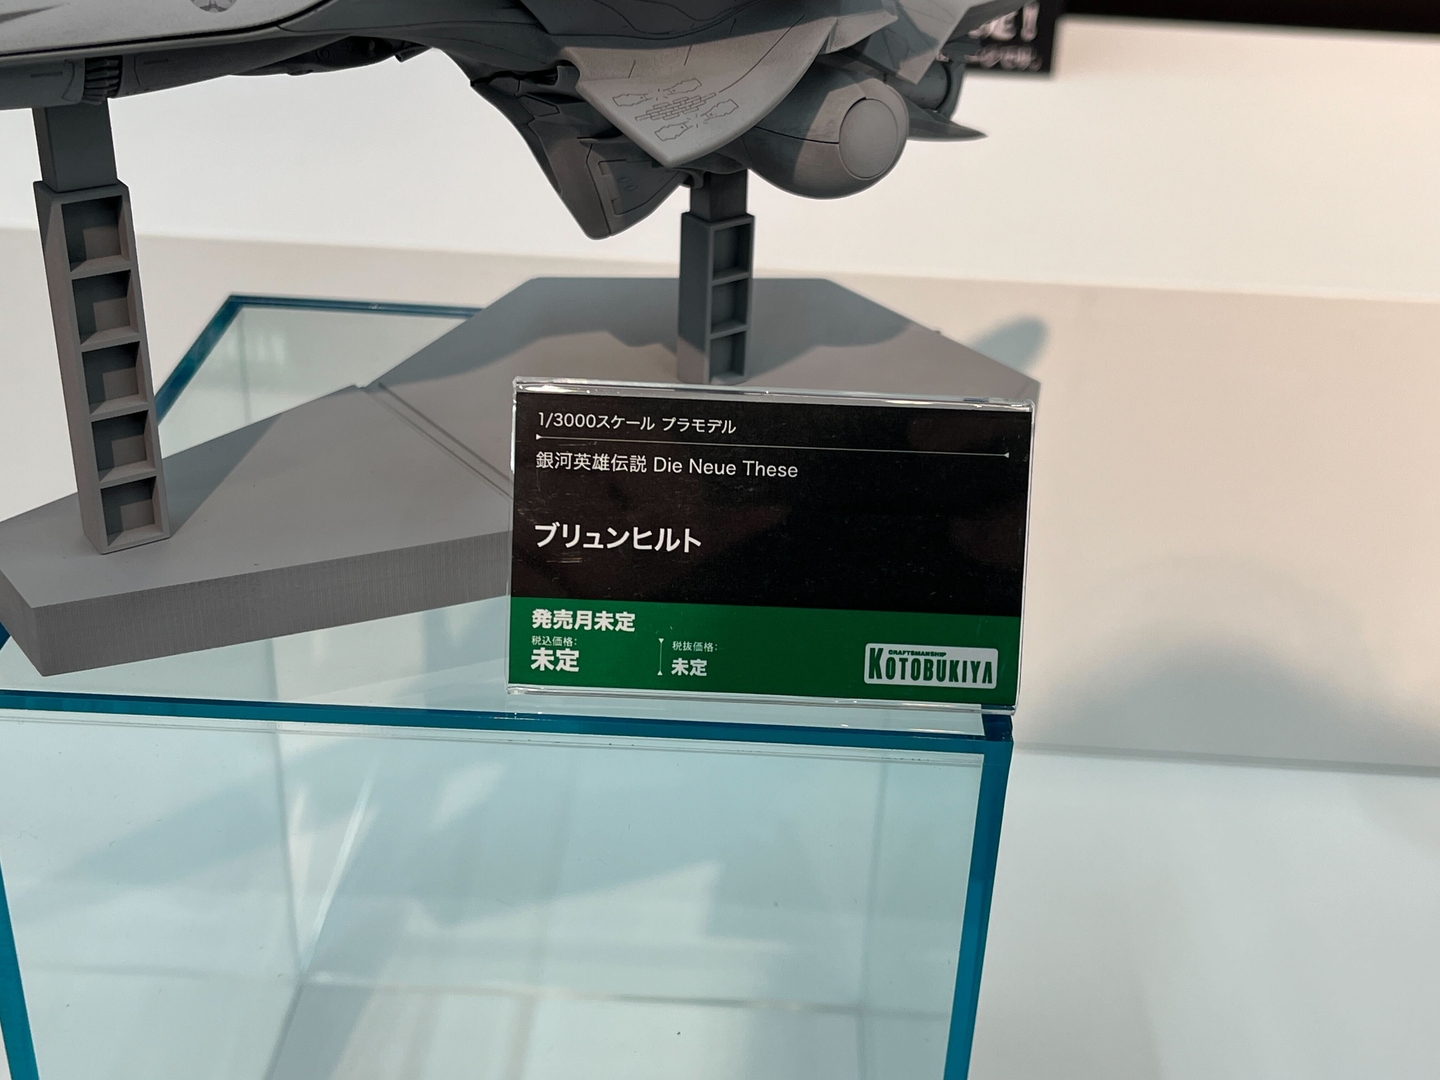 1/3000スケール プラモデル
銀河英雄伝説 Die Neue These
ブリュンヒルト
発売月未定
税込価格:
未定
税抜価格:
未定
CRAFTSMANSHIP
KOTOBUKIYA